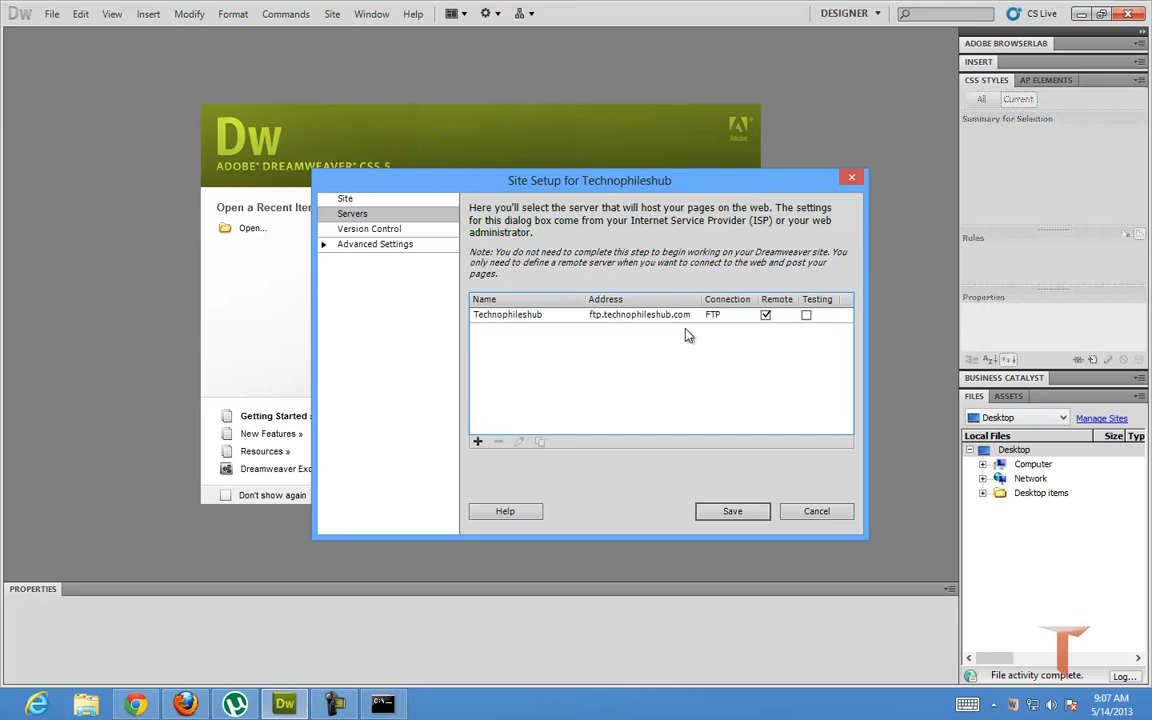 Dw File Edit View Insert Modify Format Commands Site Window Help DESIGNER CS Live
ADOBE BROWSERLAB
INSERT
CSS STYLES AP ELEMENTS
All Current
Summary for Selection
Rules
Properties
BUSINESS CATALYST
FILES ASSETS
Desktop Manage Sites
Local Files Size Typ
Desktop
Computer
Network
Desktop items
File activity complete. Log...
Dw
ADOBE® DREAMWEAVER® CS5.5
Open a Recent Iter
Open...
Getting Started »
New Features »
Resources »
Dreamweaver Exc
Don't show again
Site Setup for Technophileshub
Site
Servers
Version Control
Advanced Settings
Here you'll select the server that will host your pages on the web. The settings
for this dialog box come from your Internet Service Provider (ISP) or your web
administrator.
Note: You do not need to complete this step to begin working on your Dreamweaver site. You
only need to define a remote server when you want to connect to the web and post your
pages.
Name Address Connection Remote Testing
Technophileshub ftp.technophileshub.com FTP
Help Save Cancel
PROPERTIES
Dw
9:07 AM
5/14/2013